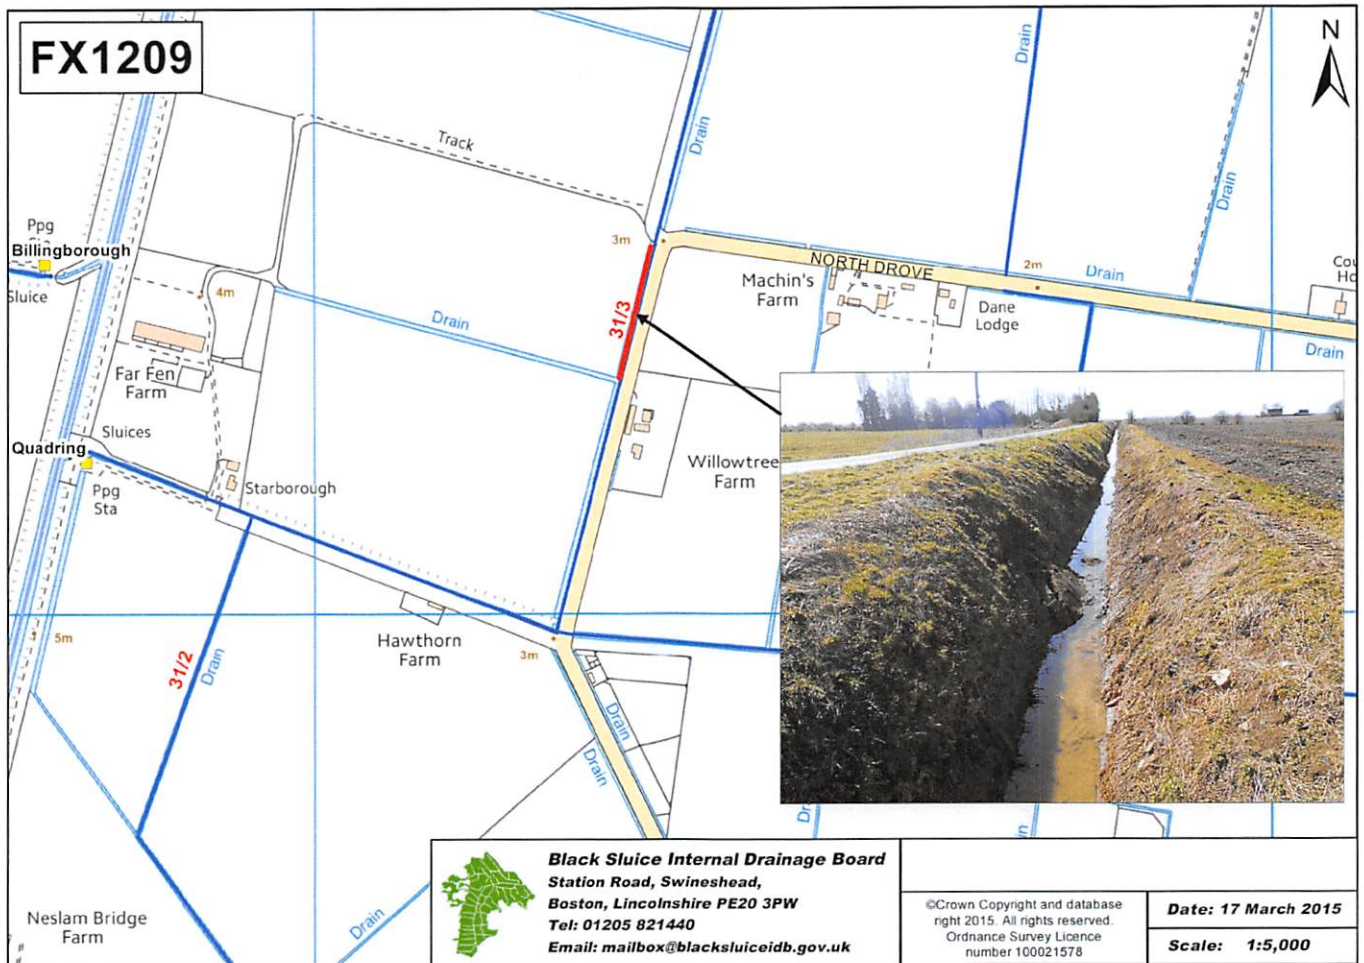 FX1209
N
Drain
Track
Drain
Drain
Ppg
Billingborough
Sluice
3m
NORTH DROVE
2m
Drain
4m
Machin's
Farm
Dane
Lodge
31/3
Drain
Drain
Far Fen
Farm
Sluices
Quadring
Ppg
Sta
Starborough
Willowtree
Farm
5m
31/2
Drain
Hawthorn
Farm
3m
Drain
Drain
Drain
Neslam Bridge
Farm
Black Sluice Internal Drainage Board
Station Road, Swineshead,
Boston, Lincolnshire PE20 3PW
Tel: 01205 821440
Email: mailbox@blacksluiceidb.gov.uk
©Crown Copyright and database
right 2015. All rights reserved.
Ordnance Survey Licence
number 100021578
Date: 17 March 2015
Scale: 1:5,000